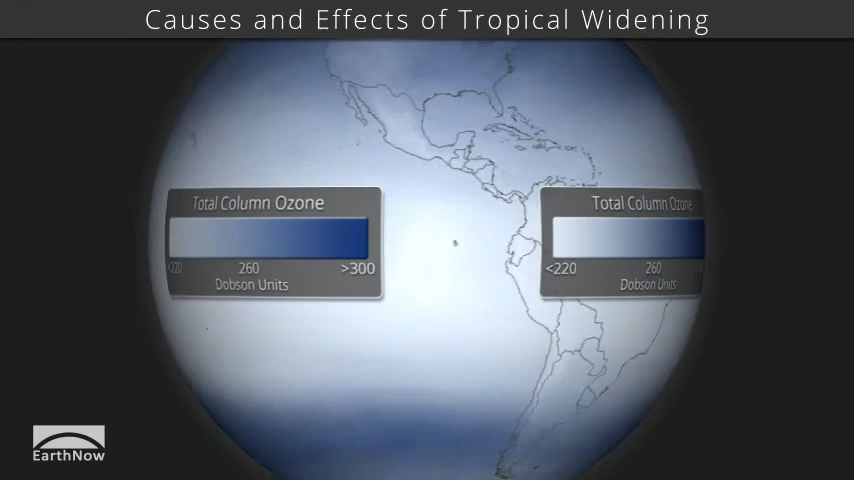 Causes and Effects of Tropical Widening
Total Column Ozone
<220 260 >300
Dobson Units
Total Column Ozone
<220 260
Dobson Units
EarthNow